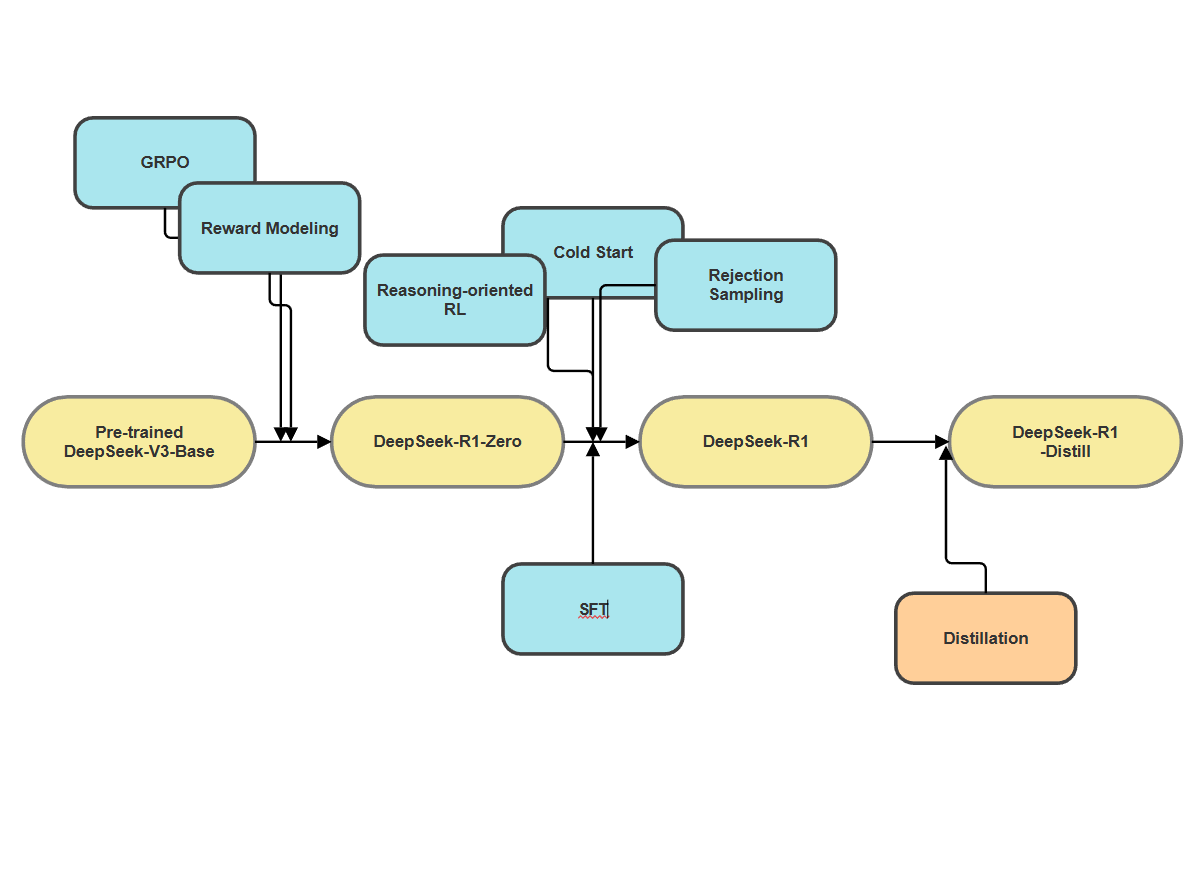 GRPO
Reward Modeling
Cold Start
Rejection
Sampling
Reasoning-oriented
RL
Pre-trained
DeepSeek-V3-Base
DeepSeek-R1-Zero
DeepSeek-R1
DeepSeek-R1
-Distill
SFT
Distillation